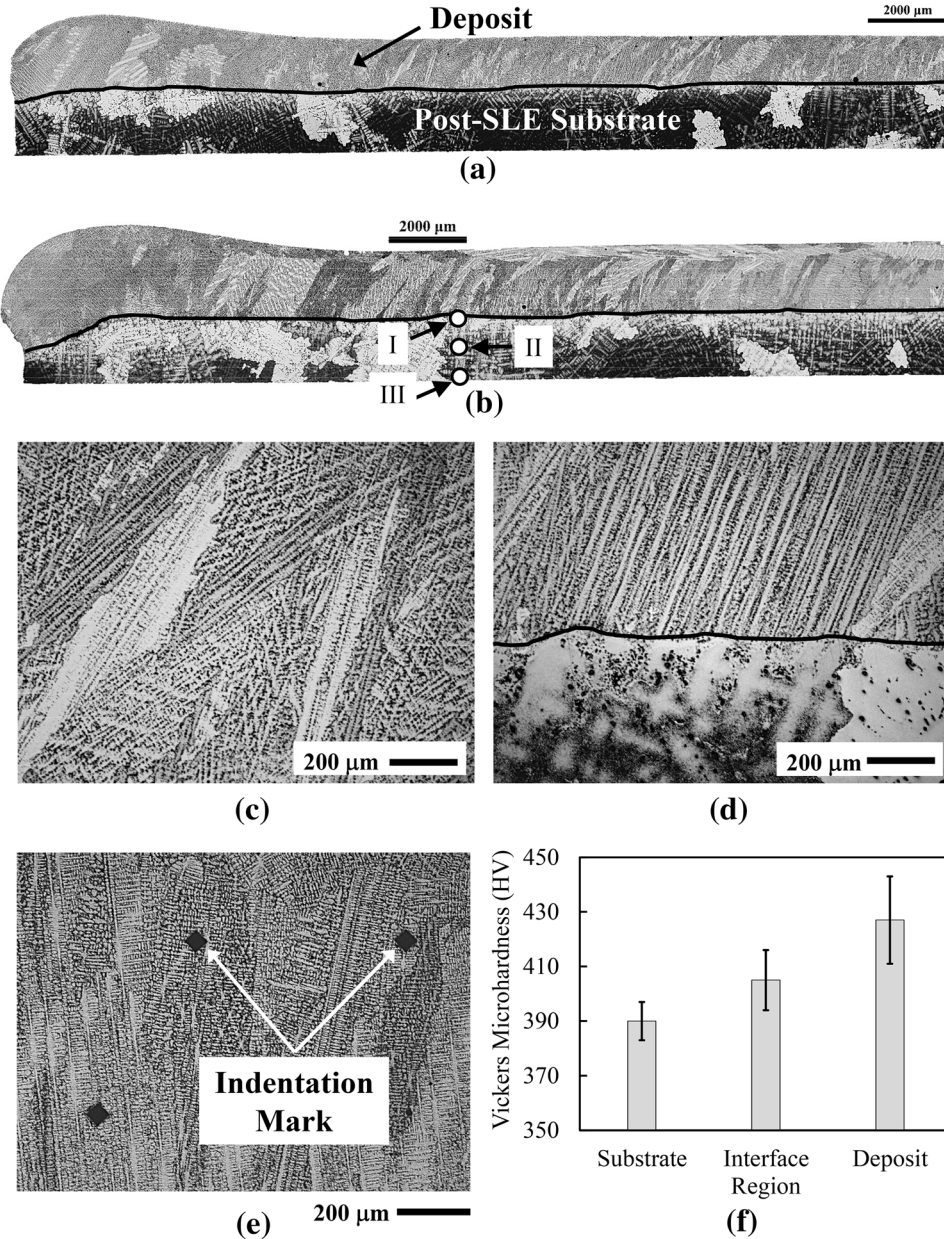 2000 µm
Deposit
Post-SLE Substrate
(a)
2000 µm
I
II
III
(b)
200 µm
200 µm
(c)
(d)
Indentation
Mark
200 µm
(e)
Vickers Microhardness (HV)
450
430
410
390
370
350
Substrate
Interface
Region
Deposit
(f)